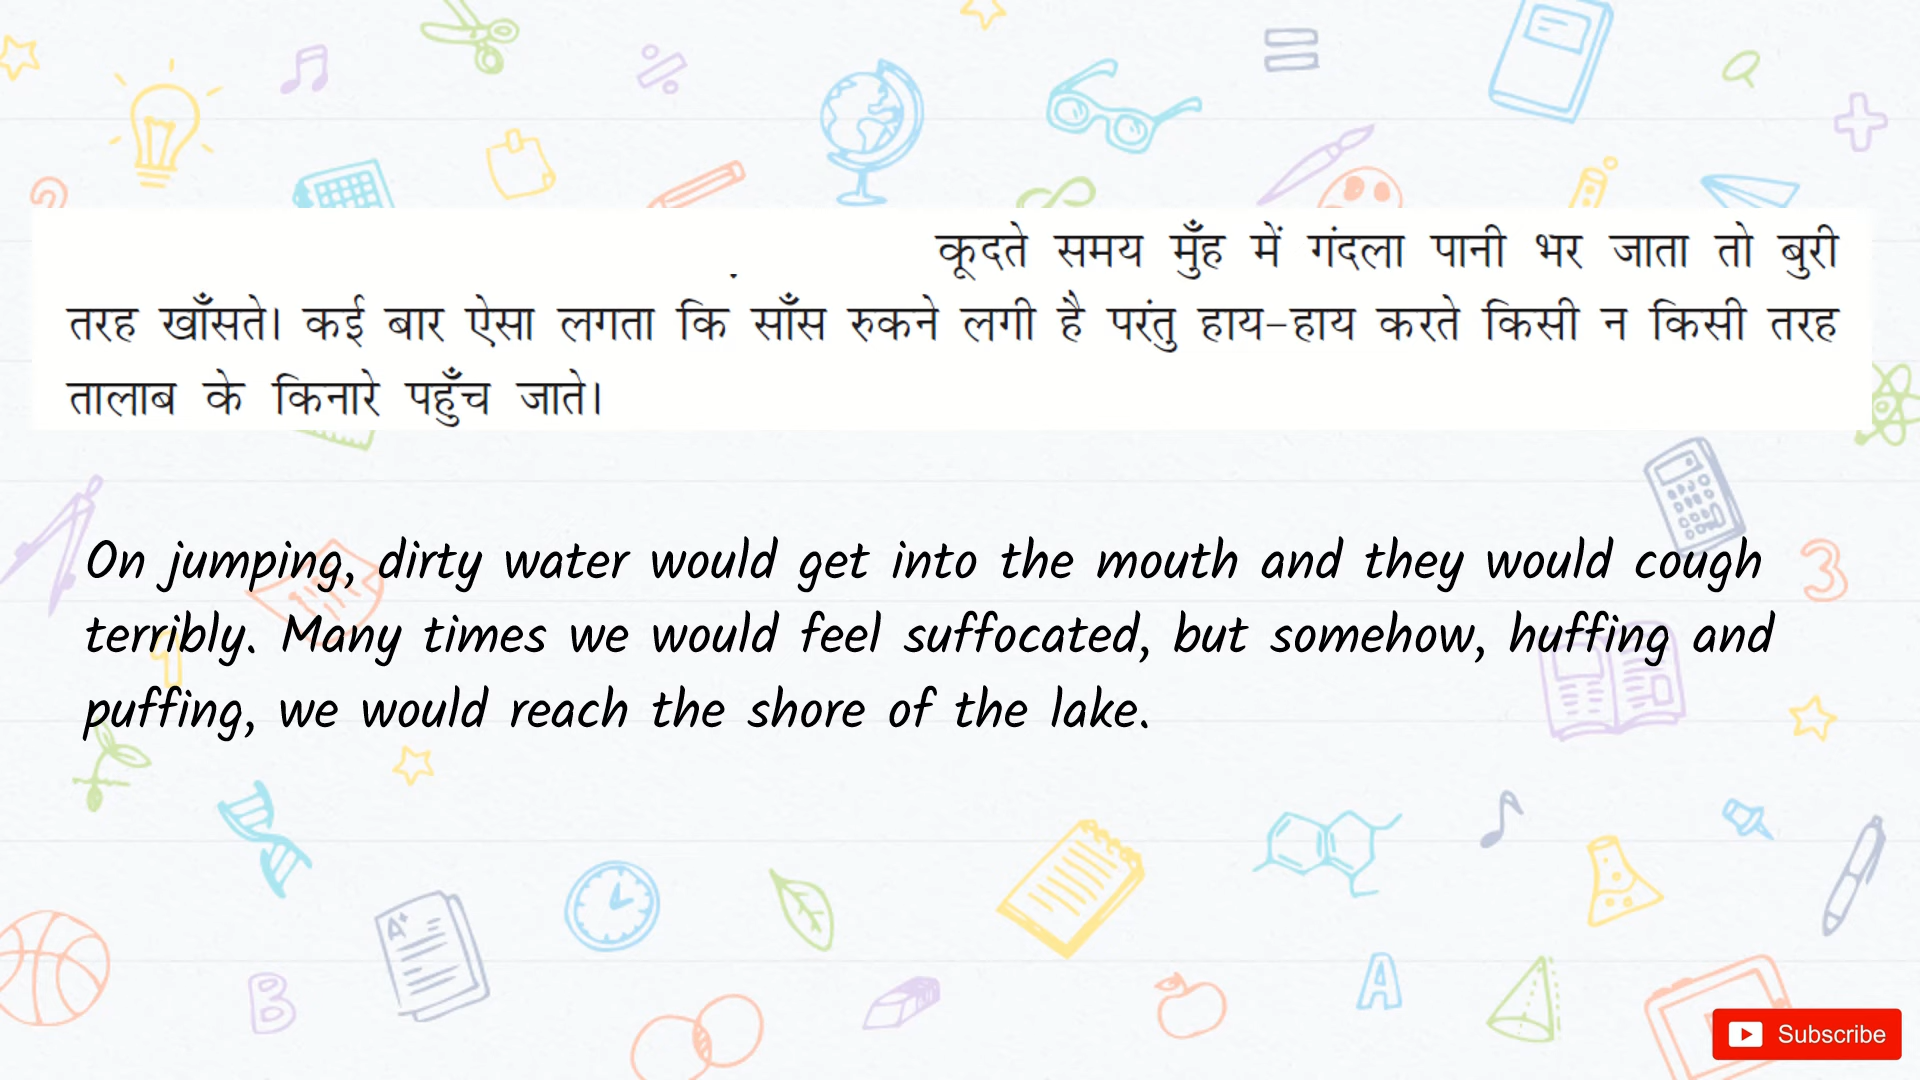 कूदते समय मुँह में गंदला पानी भर जाता तो बुरी
तरह खाँसते। कई बार ऐसा लगता कि साँस रुकने लगी है परंतु हाय-हाय करते किसी न किसी तरह
तालाब के किनारे पहुँच जाते।
On jumping, dirty water would get into the mouth and they would cough
terribly. Many times we would feel suffocated, but somehow, huffing and
puffing, we would reach the shore of the lake.
3
1
A+
B
A
Subscribe